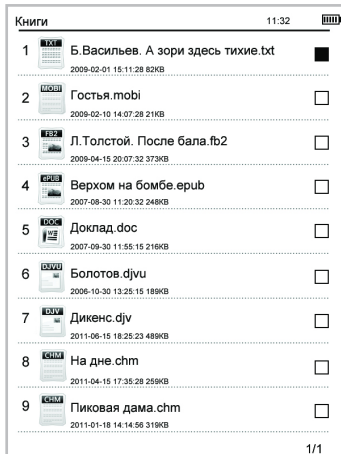 Книги 11:32
1 TXT Б.Васильев. А зори здесь тихие.txt
2009-02-01 15:11:28 82KB
2 MOBI Гостья.mobi
2009-02-10 14:07:28 21KB
3 FB2 Л.Толстой. После бала.fb2
2009-04-15 20:07:32 373KB
4 ePUB Верхом на бомбе.epub
2007-08-30 11:20:32 248KB
5 DOC Доклад.doc
2007-09-30 11:55:15 216KB
6 DJVU Болотов.djvu
2006-10-30 13:25:15 189KB
7 DJV Дикенс.djv
2011-06-15 18:25:23 489KB
8 CHM На дне.chm
2011-04-15 17:35:28 259KB
9 CHM Пиковая дама.chm
2011-01-18 14:14:56 319KB
1/1